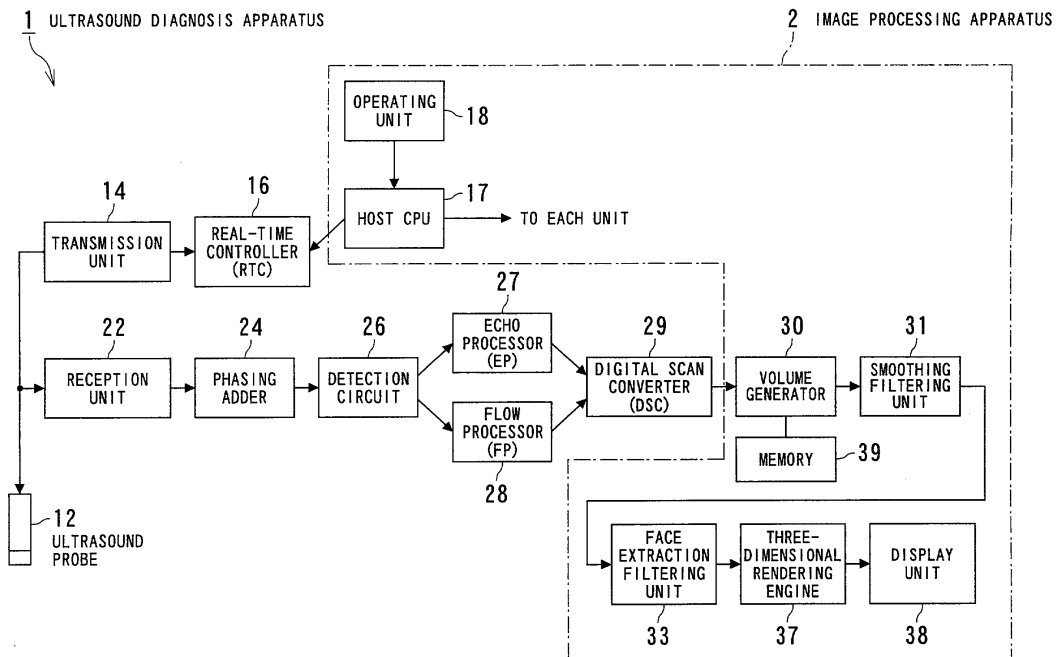 1 ULTRASOUND DIAGNOSIS APPARATUS
2 IMAGE PROCESSING APPARATUS
OPERATING
UNIT
18
17
HOST CPU
TO EACH UNIT
14
TRANSMISSION
UNIT
16
REAL-TIME
CONTROLLER
(RTC)
22
RECEPTION
UNIT
24
PHASING
ADDER
26
DETECTION
CIRCUIT
27
ECHO
PROCESSOR
(EP)
FLOW
PROCESSOR
(FP)
28
29
DIGITAL SCAN
CONVERTER
(DSC)
30
VOLUME
GENERATOR
31
SMOOTHING
FILTERING
UNIT
MEMORY
39
12
ULTRASOUND
PROBE
FACE
EXTRACTION
FILTERING
UNIT
33
THREE-
DIMENSIONAL
RENDERING
ENGINE
37
DISPLAY
UNIT
38